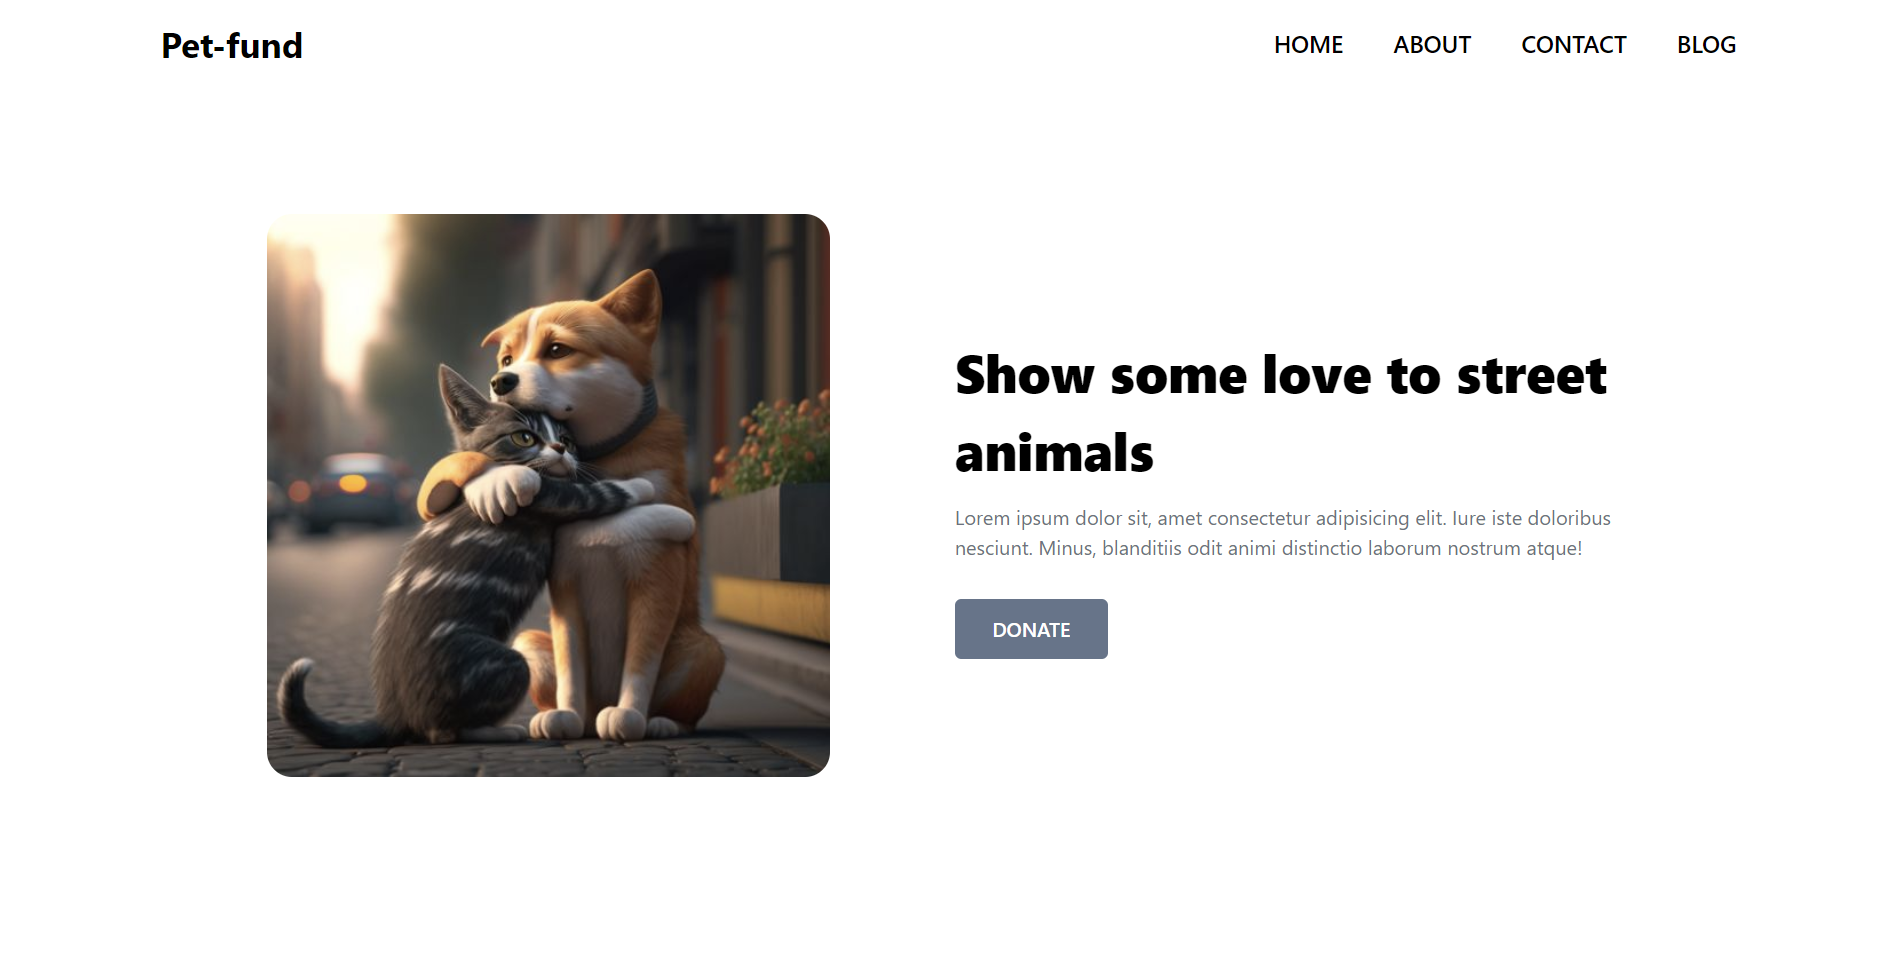 Pet-fund
HOME ABOUT CONTACT BLOG
Show some love to street
animals
Lorem ipsum dolor sit, amet consectetur adipisicing elit. Iure iste doloribus
nesciunt. Minus, blanditiis odit animi distinctio laborum nostrum atque!
DONATE